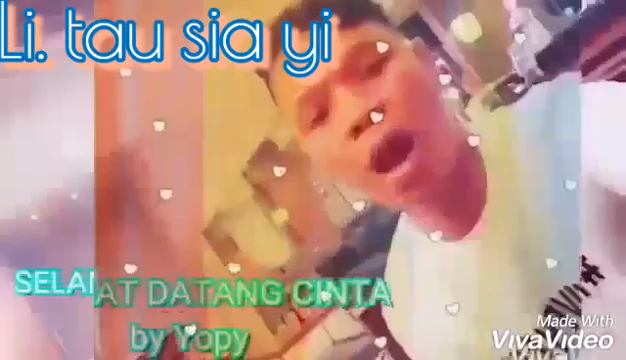 Li. tau sia yi
SELAMAT DATANG CINTA
by Yopy
Made With
VivaVideo